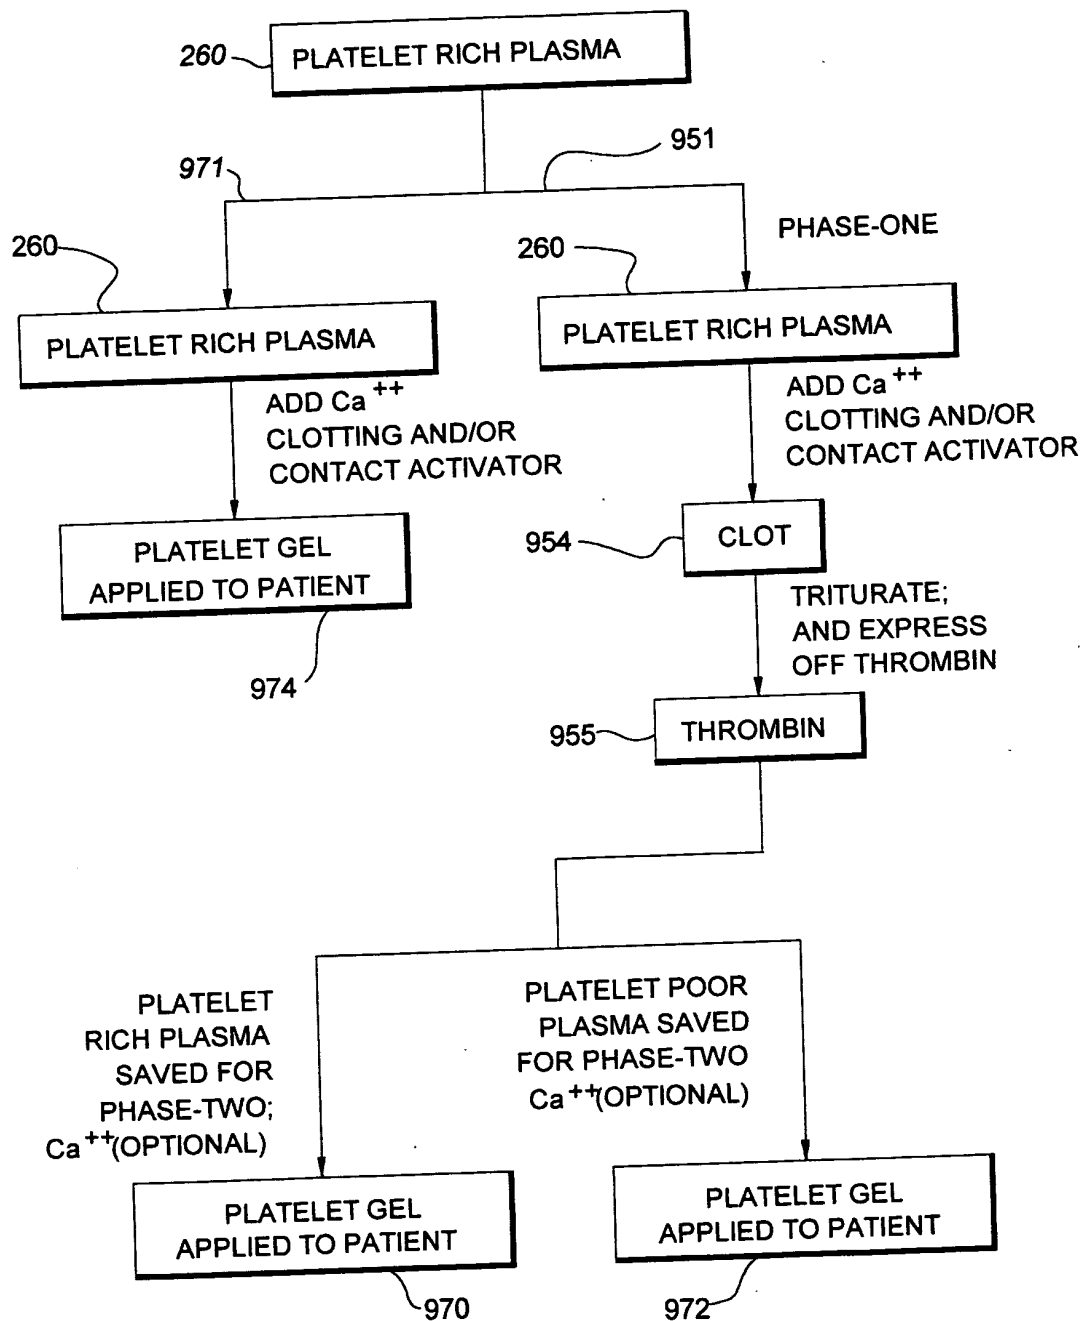 260
PLATELET RICH PLASMA
971
951
PHASE-ONE
260
PLATELET RICH PLASMA
260
PLATELET RICH PLASMA
ADD Ca++
CLOTTING AND/OR
CONTACT ACTIVATOR
ADD Ca++
CLOTTING AND/OR
CONTACT ACTIVATOR
PLATELET GEL
APPLIED TO PATIENT
974
954
CLOT
TRITURATE;
AND EXPRESS
OFF THROMBIN
955
THROMBIN
PLATELET
RICH PLASMA
SAVED FOR
PHASE-TWO;
Ca++(OPTIONAL)
PLATELET POOR
PLASMA SAVED
FOR PHASE-TWO
Ca++(OPTIONAL)
PLATELET GEL
APPLIED TO PATIENT
970
PLATELET GEL
APPLIED TO PATIENT
972